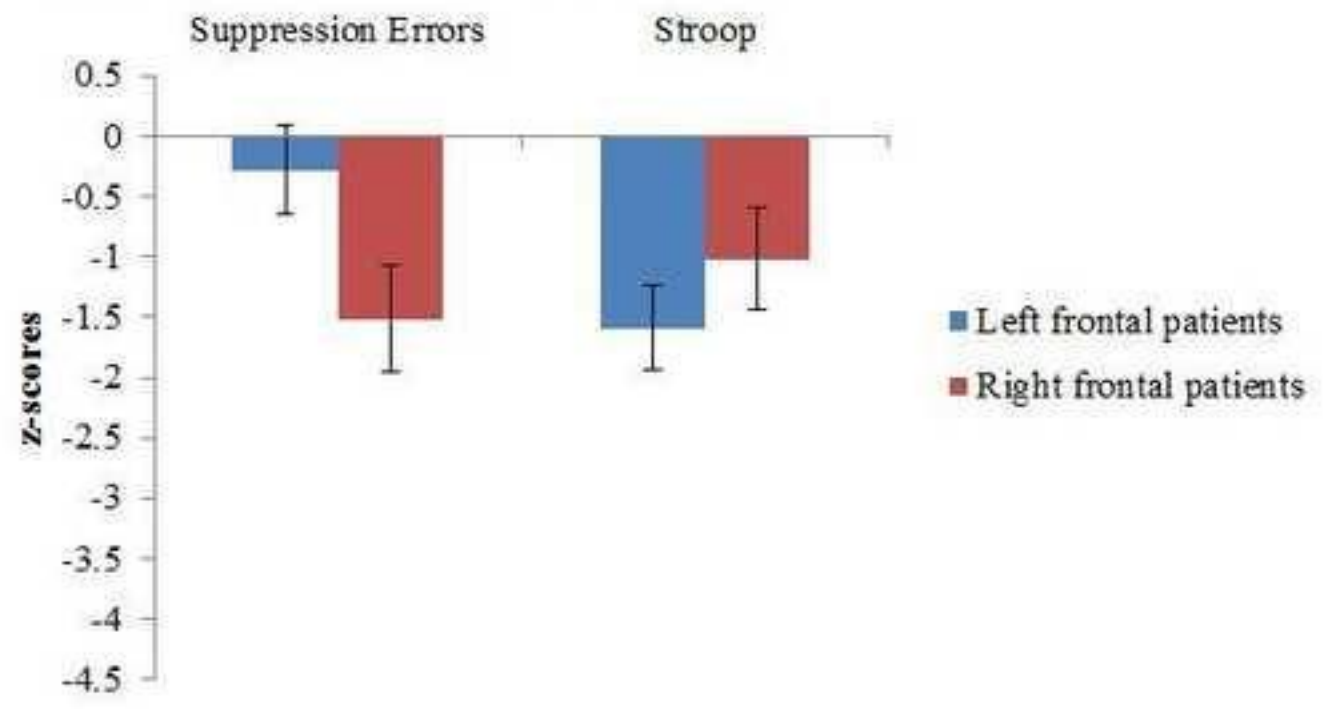 Suppression Errors
Stroop
0.5
0
-0.5
-1
-1.5
-2
-2.5
-3
-3.5
-4
-4.5
z-scores
Left frontal patients
Right frontal patients